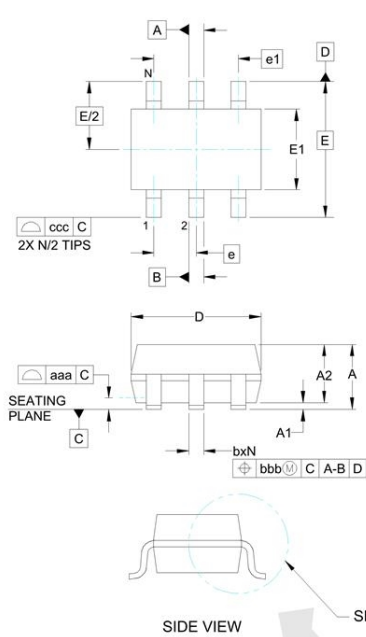 A
e1
D
N
E/2
E1
E
ccc C
1
2
2X N/2 TIPS
e
B
D
aaa C
A2
A
SEATING
PLANE
A1
C
bxN
bbb M C A-B D
SIDE VIEW